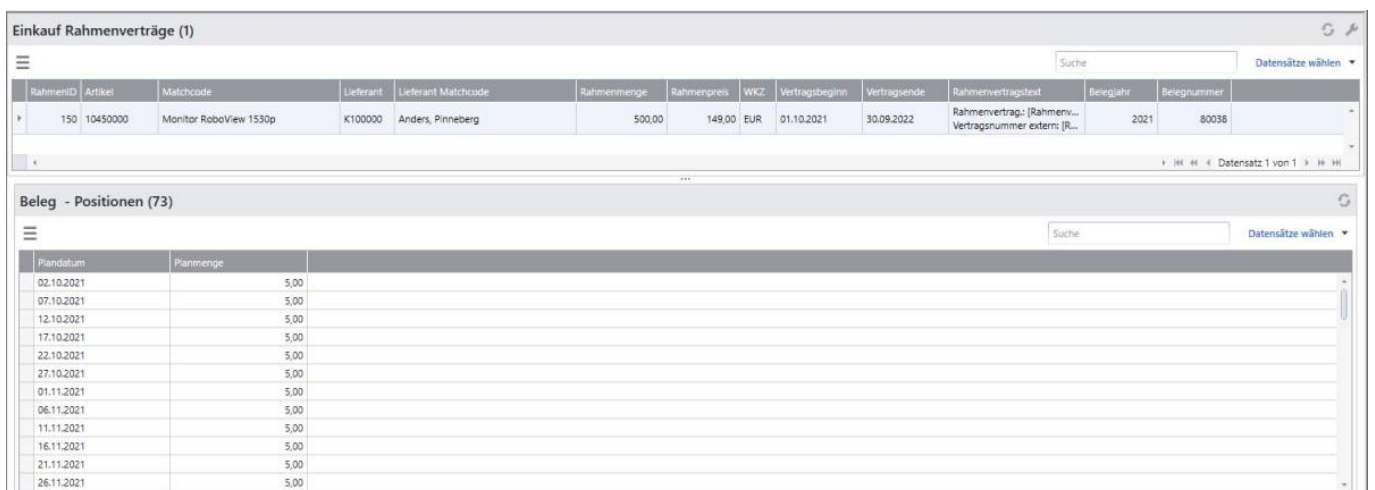 Einkauf Rahmenverträge (1)
Suche Datensätze wählen
RahmenID Artikel Matchcode Lieferant Lieferant Matchcode Rahmenmenge Rahmenpreis WKZ Vertragsbeginn Vertragsende Rahmenvertragstext Belegjahr Belegnummer
150 10450000 Monitor RoboView 1530p K100000 Anders, Pinneberg 500,00 149,00 EUR 01.10.2021 30.09.2022 Rahmenvertrag.: [Rahmenv... 2021 80038
Vertragsnummer extern: [R...
Datensatz 1 von 1
Beleg - Positionen (73)
Suche Datensätze wählen
Plandatum Planmenge
02.10.2021 5,00
07.10.2021 5,00
12.10.2021 5,00
17.10.2021 5,00
22.10.2021 5,00
27.10.2021 5,00
01.11.2021 5,00
06.11.2021 5,00
11.11.2021 5,00
16.11.2021 5,00
21.11.2021 5,00
26.11.2021 5,00